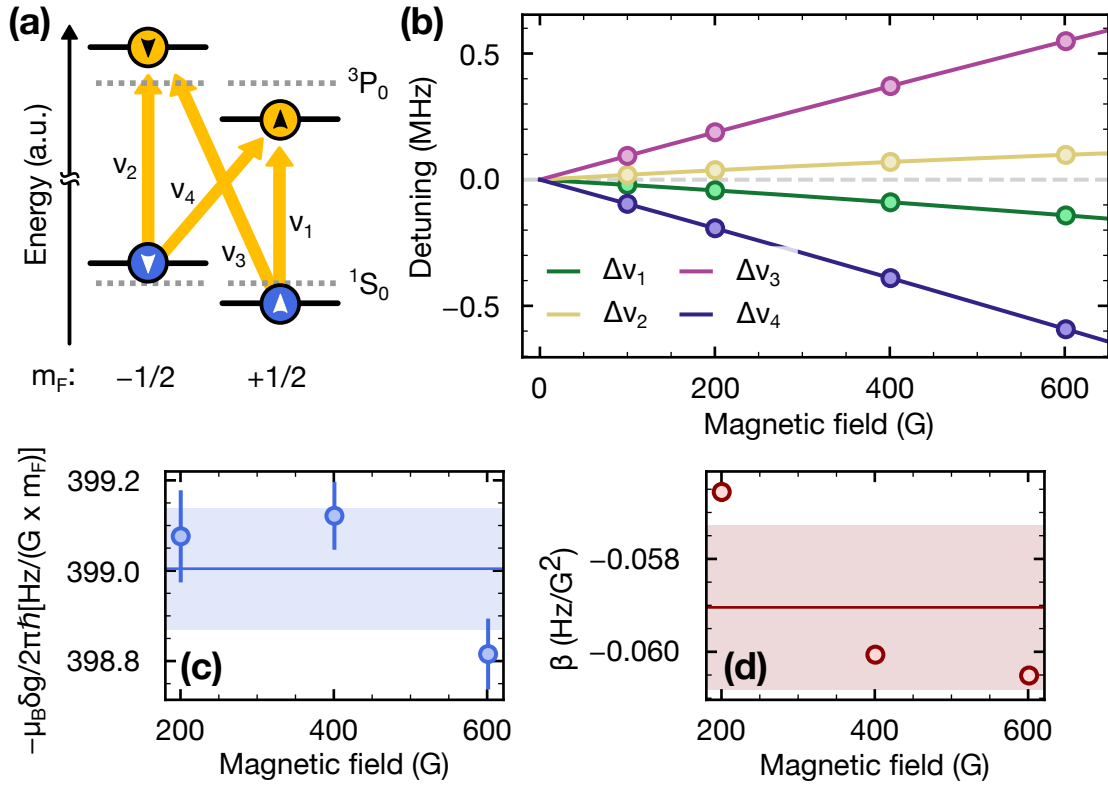 (a)
Energy (a.u.)
³P₀
ν₂
ν₄
ν₃
ν₁
¹S₀
m_F: −1/2 +1/2
(b)
Detuning (MHz)
0.5
0.0
−0.5
Δν₁ Δν₃
Δν₂ Δν₄
0 200 400 600
Magnetic field (G)
−μ_Bδg/2πℏ[Hz/(G x m_F)]
399.2
399.0
398.8
(c)
200 400 600
Magnetic field (G)
β (Hz/G²)
−0.058
−0.060
(d)
200 400 600
Magnetic field (G)